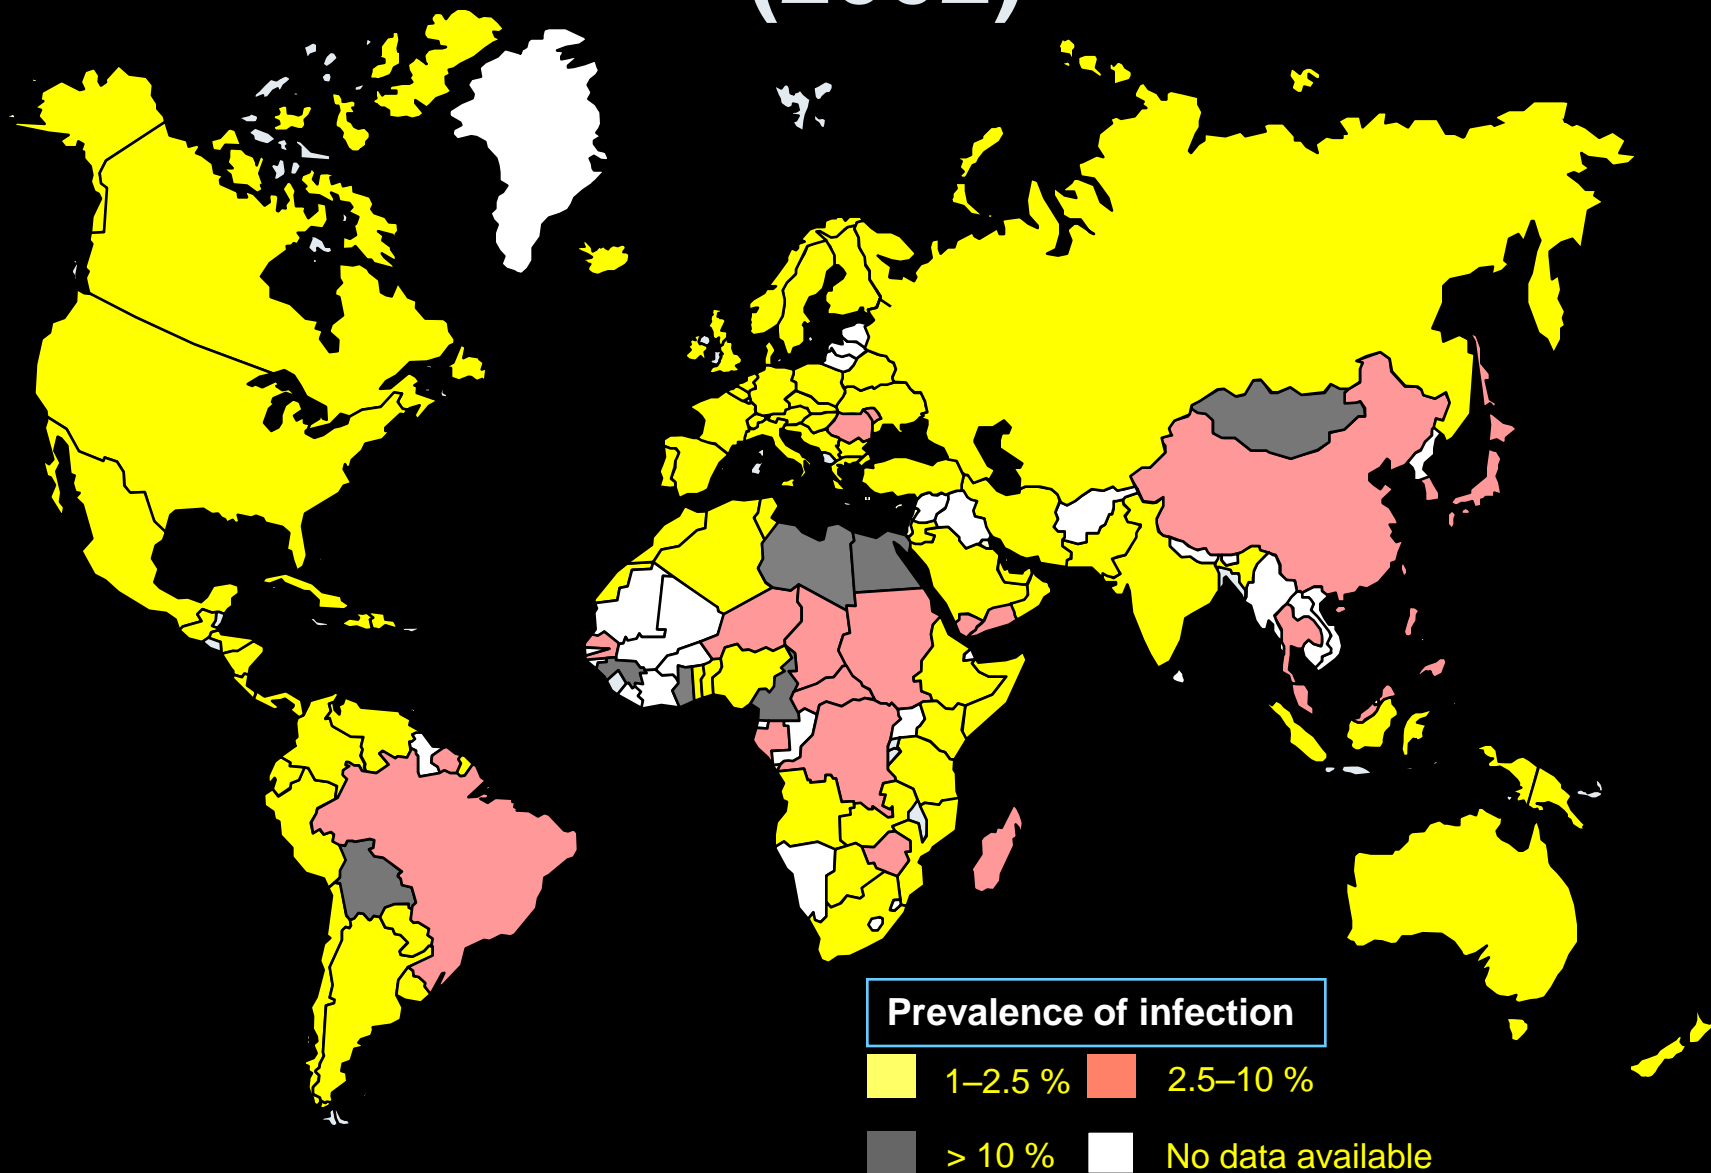 Prevalence of infection
1–2.5 %
2.5–10 %
> 10 %
No data available